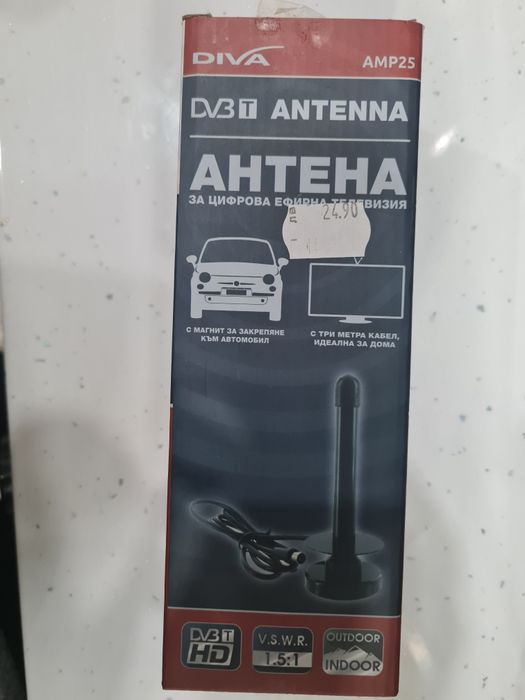 DIVA AMP25
DVB T ANTENNA
АНТЕНА
ЗА ЦИФРОВА ЕФИРНА ТЕЛЕВИЗИЯ
24.90
С МАГНИТ ЗА ЗАКРЕПЯНЕ
КЪМ АВТОМОБИЛ
С ТРИ МЕТРА КАБЕЛ,
ИДЕАЛНА ЗА ДОМА
DVB T
HD
V.S.W.R.
1.5:1
OUTDOOR
INDOOR